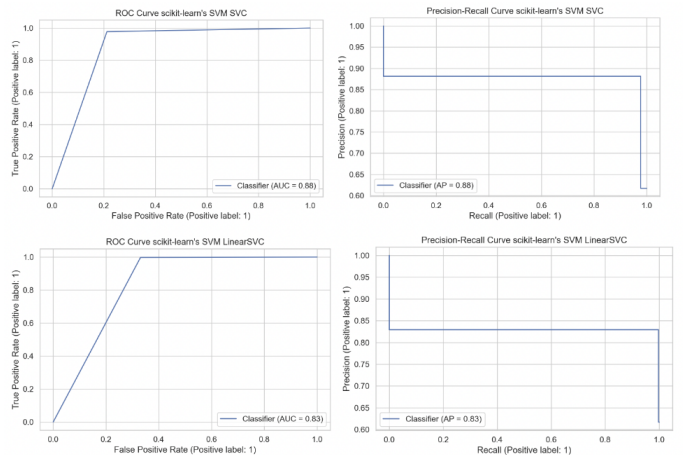 ROC Curve scikit-learn's SVM SVC
True Positive Rate (Positive label: 1)
1.0
0.8
0.6
0.4
0.2
0.0
Classifier (AUC = 0.88)
0.0 0.2 0.4 0.6 0.8 1.0
False Positive Rate (Positive label: 1)
Precision-Recall Curve scikit-learn's SVM SVC
Precision (Positive label: 1)
1.00
0.95
0.90
0.85
0.80
0.75
0.70
0.65
0.60
Classifier (AP = 0.88)
0.0 0.2 0.4 0.6 0.8 1.0
Recall (Positive label: 1)
ROC Curve scikit-learn's SVM LinearSVC
True Positive Rate (Positive label: 1)
1.0
0.8
0.6
0.4
0.2
0.0
Classifier (AUC = 0.83)
0.0 0.2 0.4 0.6 0.8 1.0
False Positive Rate (Positive label: 1)
Precision-Recall Curve scikit-learn's SVM LinearSVC
Precision (Positive label: 1)
1.00
0.95
0.90
0.85
0.80
0.75
0.70
0.65
0.60
Classifier (AP = 0.83)
0.0 0.2 0.4 0.6 0.8 1.0
Recall (Positive label: 1)